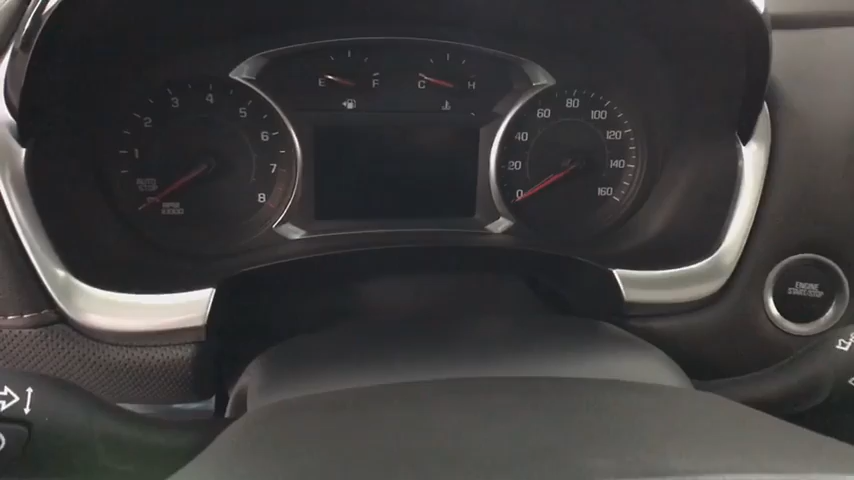 E F
C H
1 2 3 4 5 6 7 8
AUTO
STOP
RPM
X1000
0 20 40 60 80 100 120 140 160
ENGINE
START/STOP